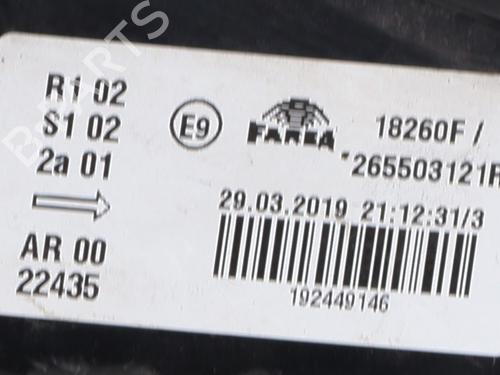 R1 02
S1 02
2a 01
AR 00
22435
E9
FARBA
18260F /
*265503121R
29.03.2019 21:12:31/3
192449146